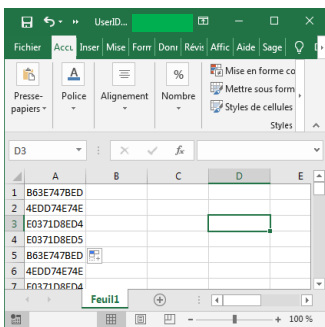 UserID...
Fichier Accu Inser Mise Form Donr Révis Affic Aide Sage
Presse-papiers
Police
Alignement
%
Nombre
Mise en forme co
Mettre sous form
Styles de cellules
Styles
D3 fx
A B C D E
1 B63E747BED
2 4EDD74E74E
3 E0371D8ED4
4 E0371D8ED5
5 B63E747BED
6 4EDD74E74E
7 E0371D8ED4
Feuil1
100 %